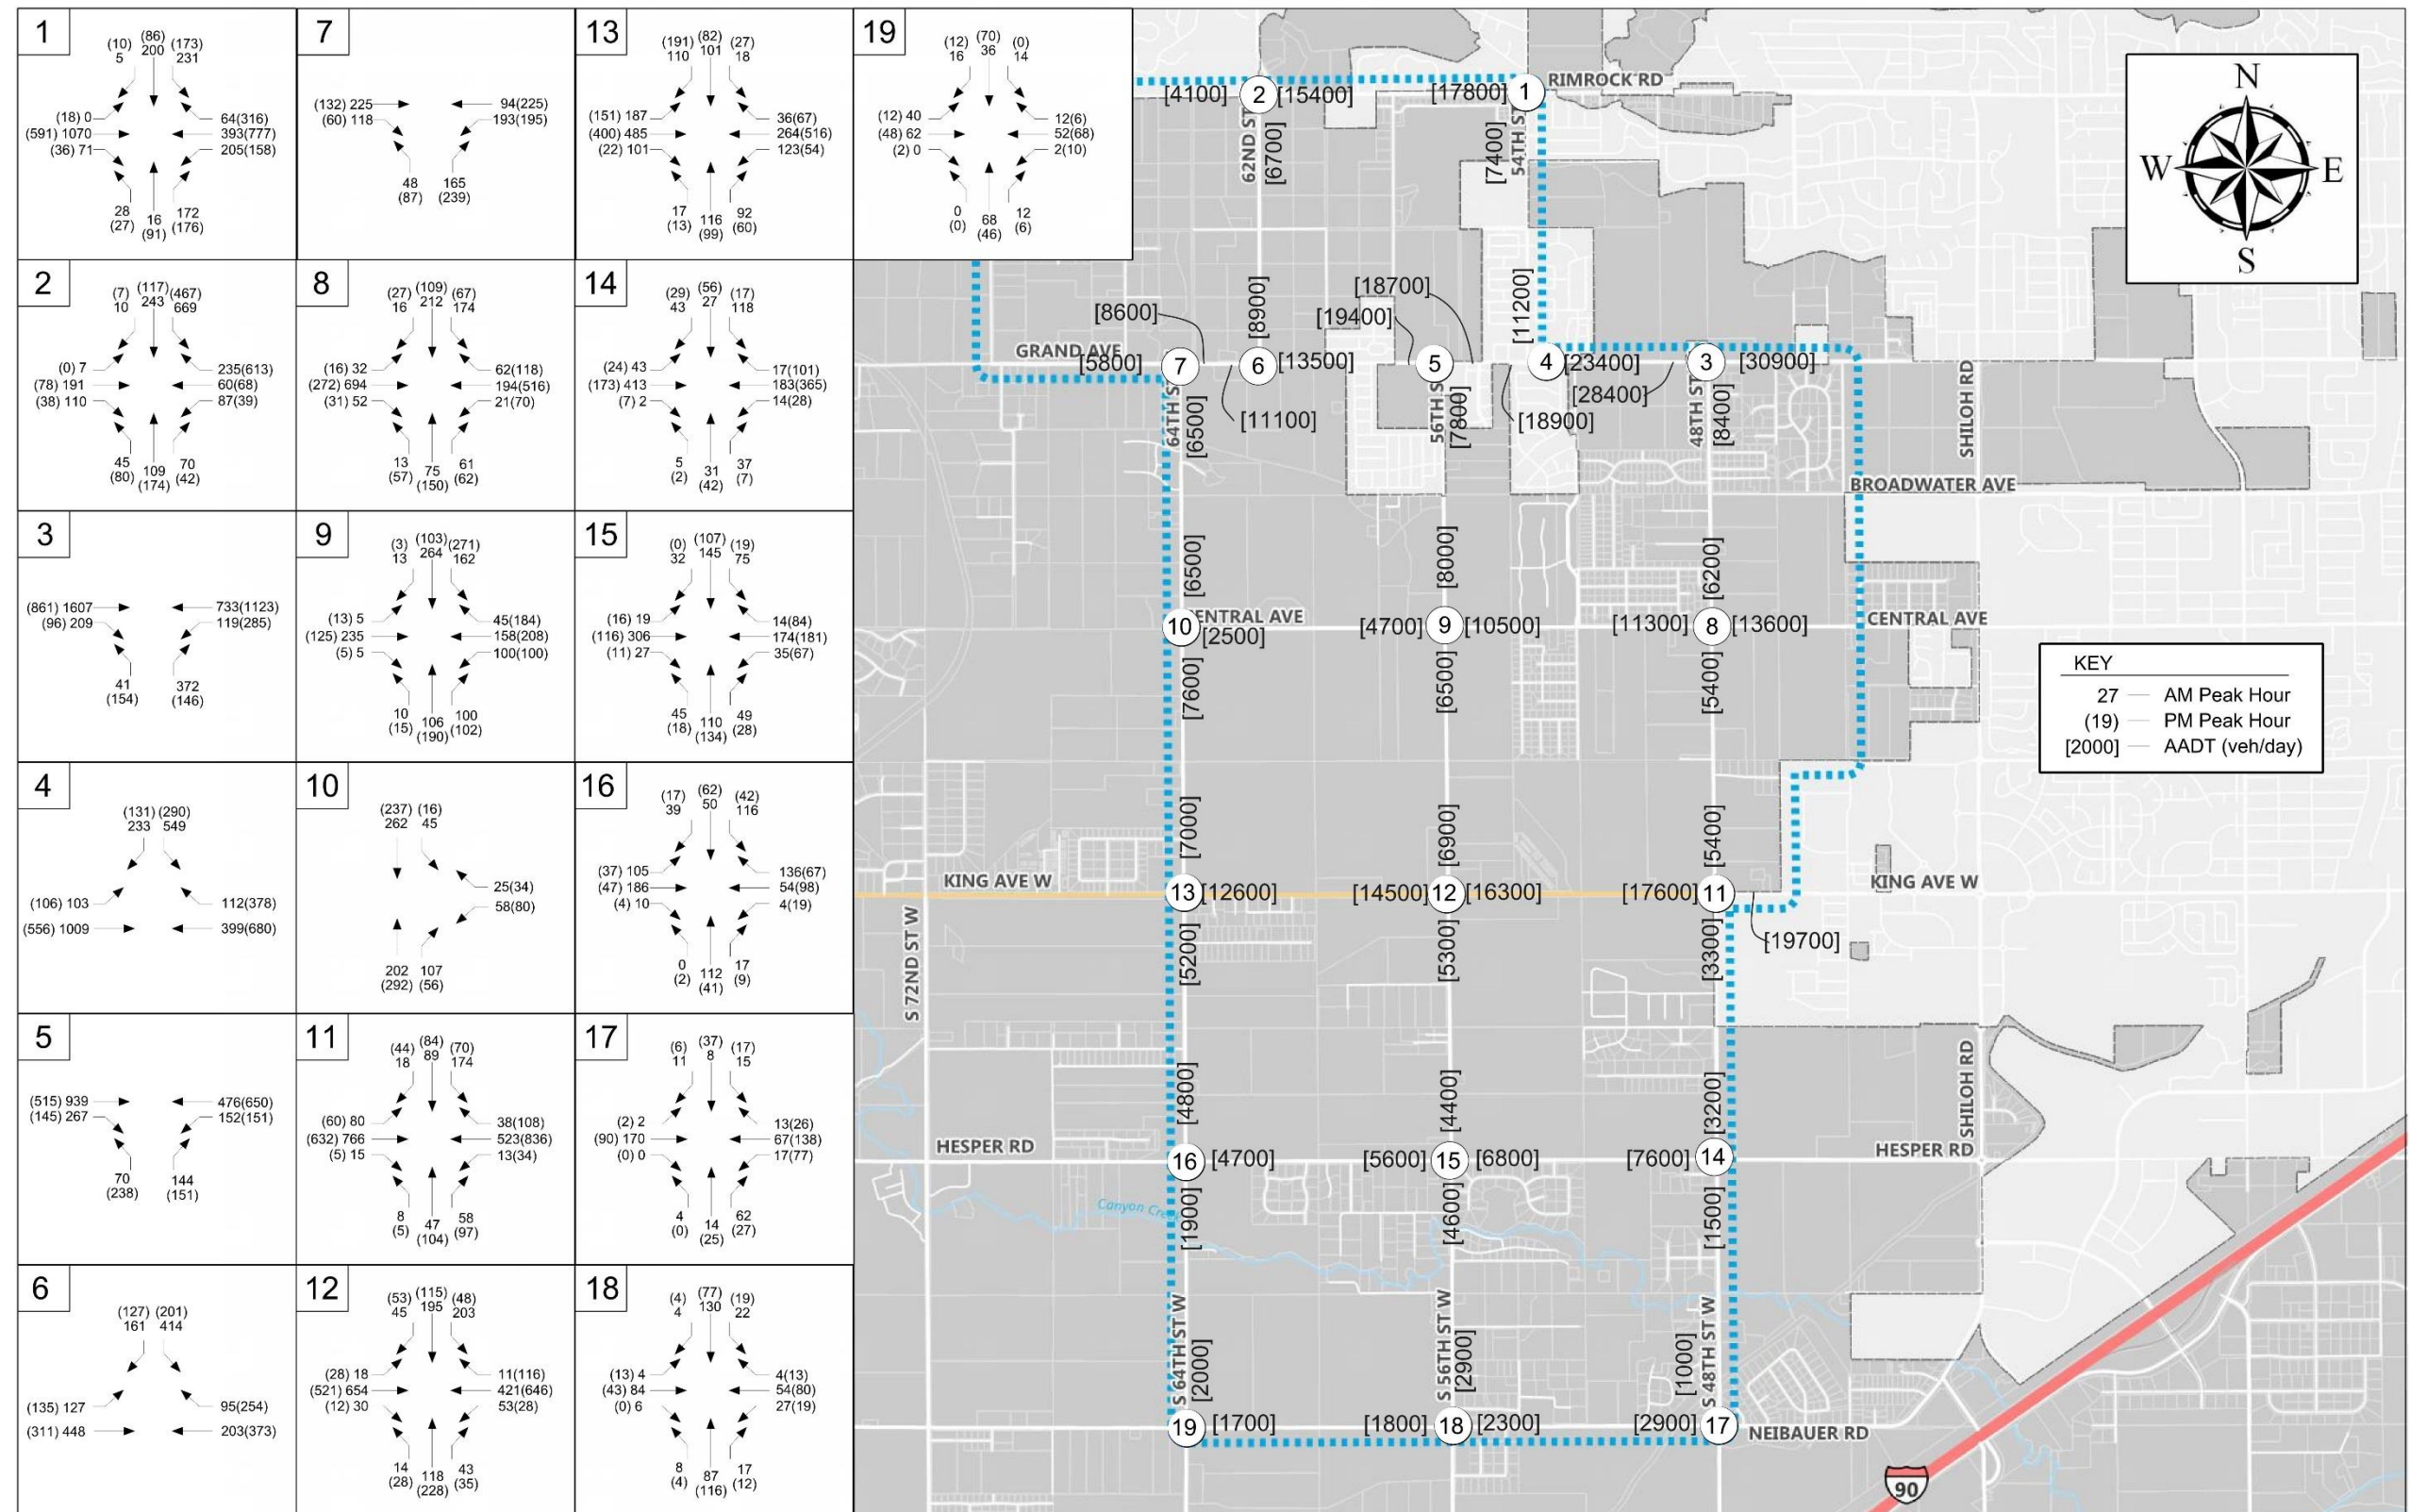 1
(10) (86) (173)
5 200 231
(18) 0
(591) 1070
(36) 71
64(316)
393(777)
205(158)
28 16 172
(27) (91) (176)
2
(7) (117) (467)
10 243 669
(0) 7
(78) 191
(38) 110
235(613)
60(68)
87(39)
45 109 70
(80) (174) (42)
3
(861) 1607
(96) 209
733(1123)
119(285)
41 372
(154) (146)
4
(131) (290)
233 549
(106) 103
(556) 1009
112(378)
399(680)
5
(515) 939
(145) 267
476(650)
152(151)
70 144
(238) (151)
6
(127) (201)
161 414
(135) 127
(311) 448
95(254)
203(373)
7
(132) 225
(60) 118
94(225)
193(195)
48 165
(87) (239)
8
(27) (109) (67)
16 212 174
(16) 32
(272) 694
(31) 52
62(118)
194(516)
21(70)
13 75 61
(57) (150) (62)
9
(3) (103) (271)
13 264 162
(13) 5
(125) 235
(5) 5
45(184)
158(208)
100(100)
10 106 100
(15) (190) (102)
10
(237) (16)
262 45
25(34)
58(80)
202 107
(292) (56)
11
(44) (84) (70)
18 89 174
(60) 80
(632) 766
(5) 15
38(108)
523(836)
13(34)
8 47 58
(5) (104) (97)
12
(53) (115) (48)
45 195 203
(28) 18
(521) 654
(12) 30
11(116)
421(646)
53(28)
14 118 43
(28) (228) (35)
13
(191) (82) (27)
110 101 18
(151) 187
(400) 485
(22) 101
36(67)
264(516)
123(54)
17 116 92
(13) (99) (60)
14
(29) (56) (17)
43 27 118
(24) 43
(173) 413
(7) 2
17(101)
183(365)
14(28)
5 31 37
(2) (42) (7)
15
(0) (107) (19)
32 145 75
(16) 19
(116) 306
(11) 27
14(84)
174(181)
35(67)
45 110 49
(18) (134) (28)
16
(17) (62) (42)
39 50 116
(37) 105
(47) 186
(4) 10
136(67)
54(98)
4(19)
0 112 17
(2) (41) (9)
17
(6) (37) (17)
11 8 15
(2) 2
(90) 170
(0) 0
13(26)
67(138)
17(77)
4 14 62
(0) (25) (27)
18
(4) (77) (19)
4 130 22
(13) 4
(43) 84
(0) 6
4(13)
54(80)
27(19)
8 87 17
(4) (116) (12)
19
(12) (70) (0)
16 36 14
(12) 40
(48) 62
(2) 0
12(6)
52(68)
2(10)
0 68 12
(0) (46) (6)
RIMROCK RD
[4100] 2 [15400] [17800] 1
62ND ST
[6700]
[7400]
54TH ST
N
W E
S
[8900]
[11200]
[18700]
[19400]
[8600]
GRAND AVE
[5800] 7 6 [13500] 5 4 [23400] 3 [30900]
[28400]
[11100]
[18900]
64TH ST
[6500]
56TH S
[7800]
48TH ST
[8400]
SHILOH RD
BROADWATER AVE
[6500]
[8000]
[6200]
10 ENTRAL AVE
[2500] [4700] 9 [10500] [11300] 8 [13600] CENTRAL AVE
[7600]
[6500]
[5400]
KEY
27 AM Peak Hour
(19) PM Peak Hour
[2000] AADT (veh/day)
[7000]
[6900]
[5400]
KING AVE W
KING AVE W
13 [12600] [14500] 12 [16300] [17600] 11
[19700]
S 72ND ST W
[5200]
[5300]
[3300]
[4800]
[4400]
[3200]
SHILOH RD
HESPER RD
HESPER RD
16 [4700] [5600] 15 [6800] [7600] 14
Canyon Cree
[1900]
[4600]
[1500]
S 64TH ST W
[2000]
S 56TH ST W
[2900]
[1000]
S 48TH ST W
19 [1700] [1800] 18 [2300] [2900] 17 NEIBAUER RD
90